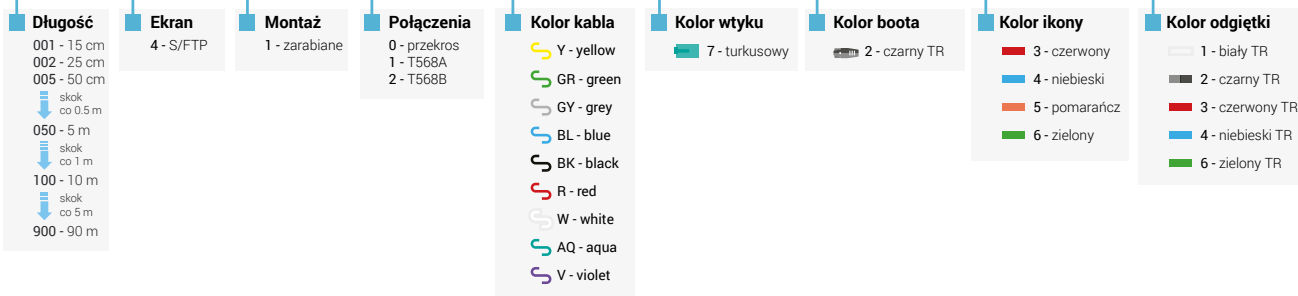 Długość
001 - 15 cm
002 - 25 cm
005 - 50 cm
skok
co 0.5 m
050 - 5 m
skok
co 1 m
100 - 10 m
skok
co 5 m
900 - 90 m
Ekran
4 - S/FTP
Montaż
1 - zarabiane
Połączenia
0 - przekros
1 - T568A
2 - T568B
Kolor kabla
Y - yellow
GR - green
GY - grey
BL - blue
BK - black
R - red
W - white
AQ - aqua
V - violet
Kolor wtyku
7 - turkusowy
Kolor boota
2 - czarny TR
Kolor ikony
3 - czerwony
4 - niebieski
5 - pomarańcz
6 - zielony
Kolor odgiętki
1 - biały TR
2 - czarny TR
3 - czerwony TR
4 - niebieski TR
6 - zielony TR